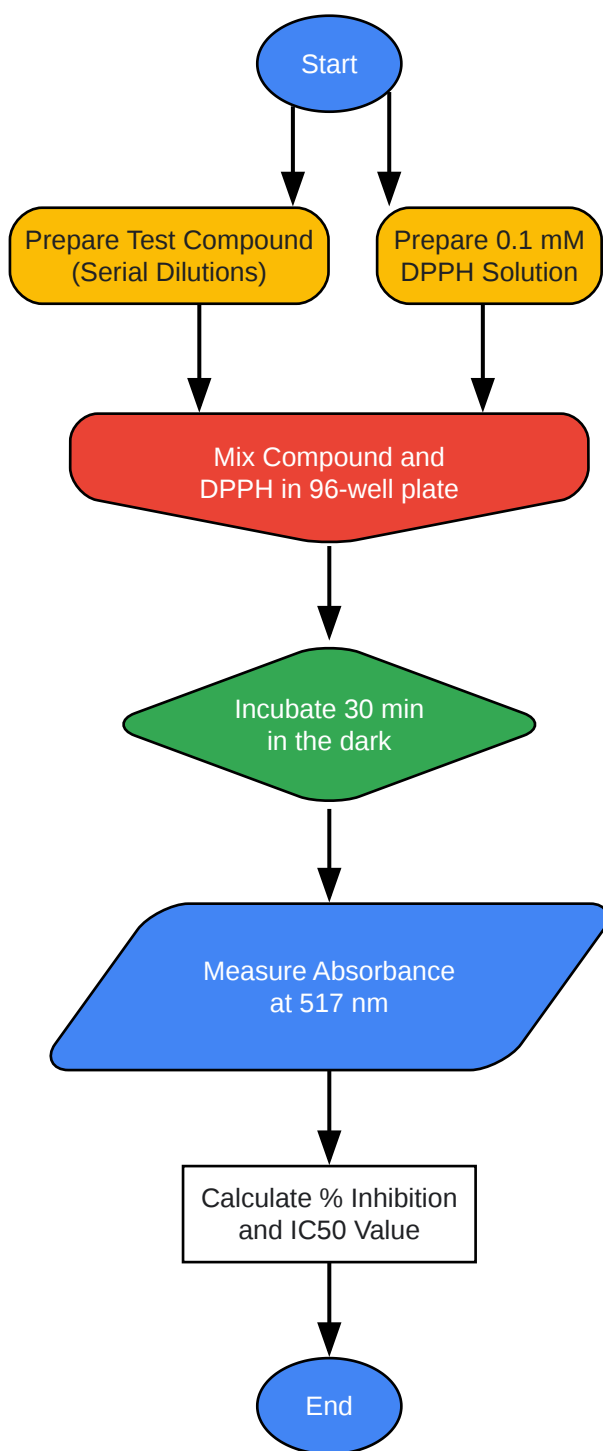 Start
Prepare Test Compound
(Serial Dilutions)
Prepare 0.1 mM
DPPH Solution
Mix Compound and
DPPH in 96-well plate
Incubate 30 min
in the dark
Measure Absorbance
at 517 nm
Calculate % Inhibition
and IC50 Value
End